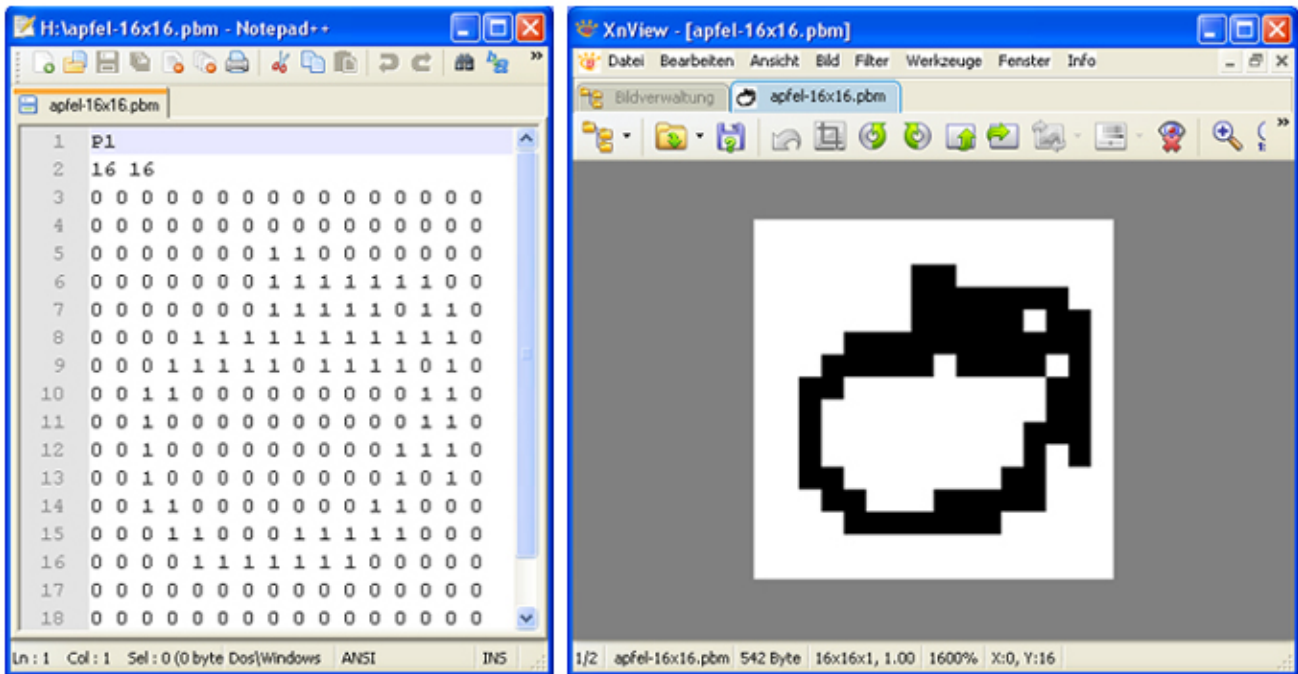 H:\apfel-16x16.pbm - Notepad++
apfel-16x16.pbm
1 P1
2 16 16
3 0 0 0 0 0 0 0 0 0 0 0 0 0 0 0 0
4 0 0 0 0 0 0 0 0 0 0 0 0 0 0 0 0
5 0 0 0 0 0 0 0 1 1 0 0 0 0 0 0 0
6 0 0 0 0 0 0 0 1 1 1 1 1 1 1 0 0
7 0 0 0 0 0 0 0 1 1 1 1 1 0 1 1 0
8 0 0 0 0 1 1 1 1 1 1 1 1 1 1 1 0
9 0 0 0 1 1 1 1 1 0 1 1 1 1 0 1 0
10 0 0 1 1 0 0 0 0 0 0 0 0 0 1 1 0
11 0 0 1 0 0 0 0 0 0 0 0 0 0 1 1 0
12 0 0 1 0 0 0 0 0 0 0 0 0 1 1 1 0
13 0 0 1 0 0 0 0 0 0 0 0 0 1 0 1 0
14 0 0 1 1 0 0 0 0 0 0 0 1 1 0 0 0
15 0 0 0 1 1 0 0 0 1 1 1 1 1 0 0 0
16 0 0 0 0 1 1 1 1 1 1 1 0 0 0 0 0
17 0 0 0 0 0 0 0 0 0 0 0 0 0 0 0 0
18 0 0 0 0 0 0 0 0 0 0 0 0 0 0 0 0
Ln : 1 Col : 1 Sel : 0 (0 byte Dos\Windows ANSI INS
XnView - [apfel-16x16.pbm]
Datei Bearbeiten Ansicht Bild Filter Werkzeuge Fenster Info
Bildverwaltung apfel-16x16.pbm
1/2 apfel-16x16.pbm 542 Byte 16x16x1, 1.00 1600% X:0, Y:16